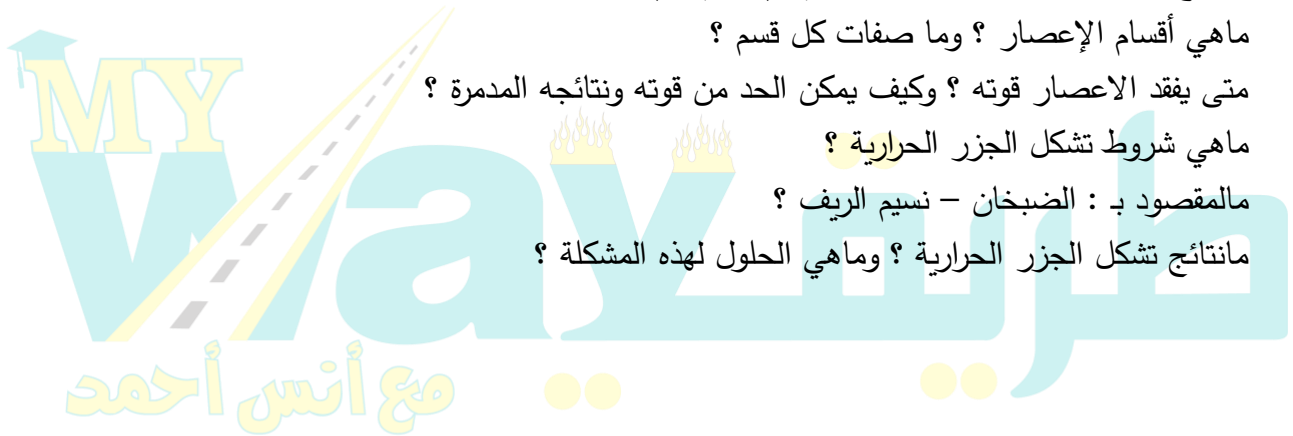 ماهي أقسام الإعصار ؟ وما صفات كل قسم ؟
متى يفقد الاعصار قوته ؟ وكيف يمكن الحد من قوته ونتائجه المدمرة ؟
ماهي شروط تشكل الجزر الحرارية ؟
مالمقصود بـ : الضبخان – نسيم الريف ؟
مانتائج تشكل الجزر الحرارية ؟ وماهي الحلول لهذه المشكلة ؟
MY
way
مع أنس أحمد